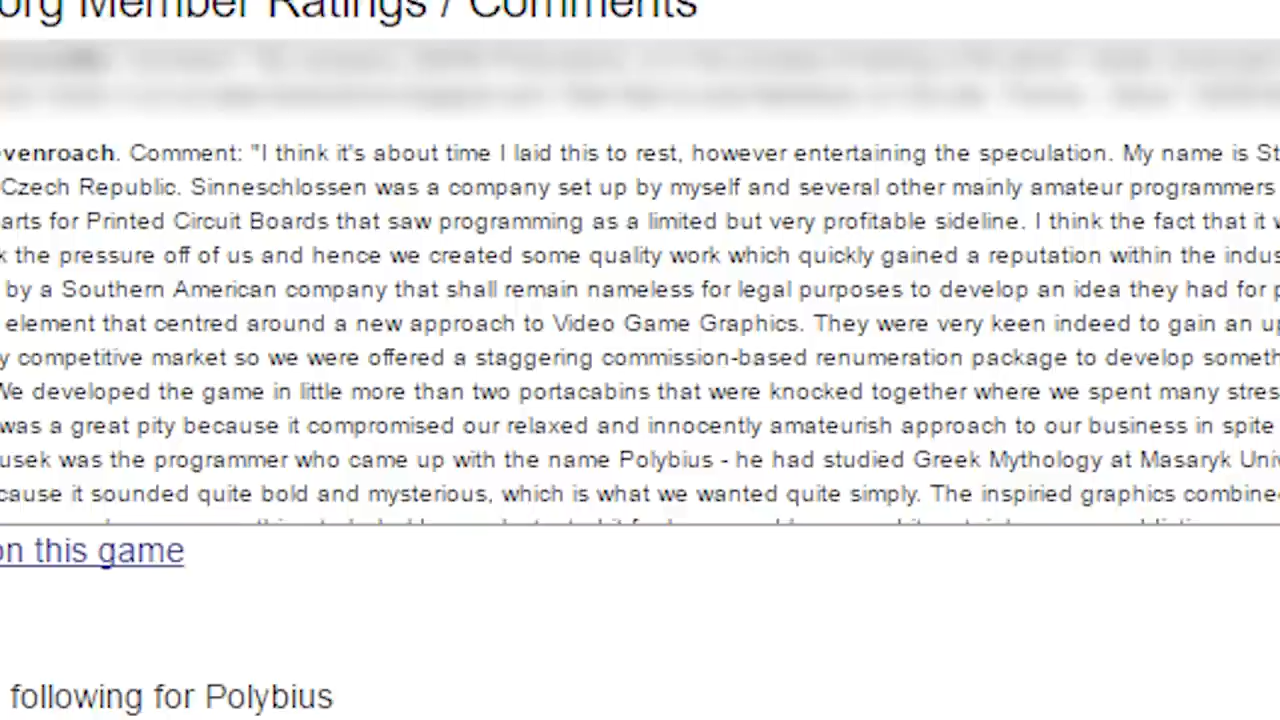 org Member Ratings / Comments
venroach. Comment: "I think it's about time I laid this to rest, however entertaining the speculation. My name is St
Czech Republic. Sinneschlossen was a company set up by myself and several other mainly amateur programmers
arts for Printed Circuit Boards that saw programming as a limited but very profitable sideline. I think the fact that it w
k the pressure off of us and hence we created some quality work which quickly gained a reputation within the indus
by a Southern American company that shall remain nameless for legal purposes to develop an idea they had for p
element that centred around a new approach to Video Game Graphics. They were very keen indeed to gain an up
y competitive market so we were offered a staggering commission-based renumeration package to develop someth
We developed the game in little more than two portacabins that were knocked together where we spent many stres
was a great pity because it compromised our relaxed and innocently amateurish approach to our business in spite
usek was the programmer who came up with the name Polybius - he had studied Greek Mythology at Masaryk Univ
cause it sounded quite bold and mysterious, which is what we wanted quite simply. The inspiried graphics combine
on this game
following for Polybius